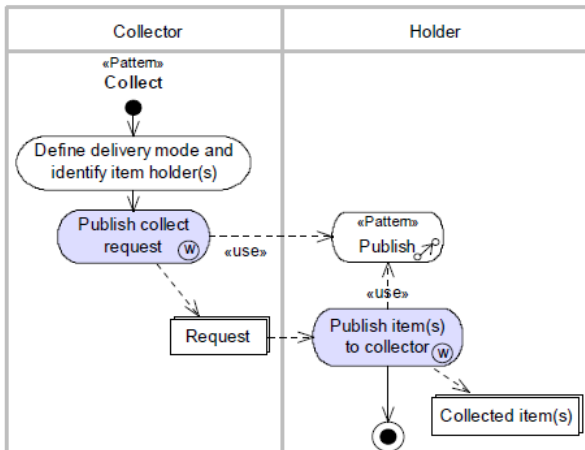 Collector
Holder
«Pattern»
Collect
Define delivery mode and
identify item holder(s)
Publish collect
request
W
«use»
«Pattern»
Publish
«use»
Request
Publish item(s)
to collector
W
Collected item(s)